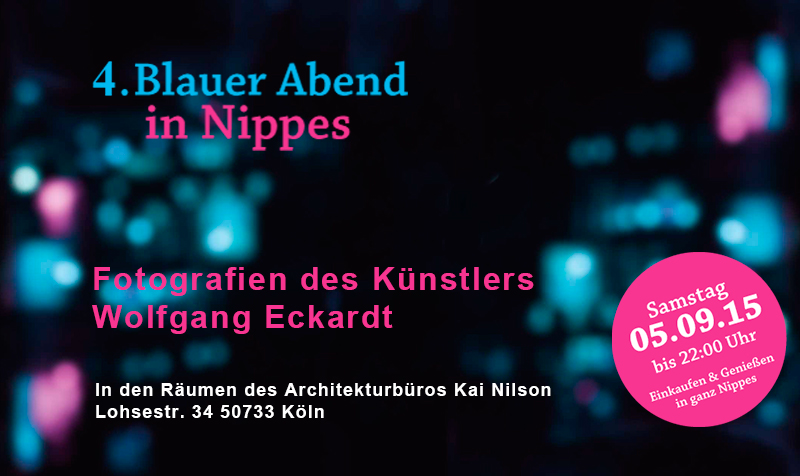 4.Blauer Abend
in Nippes
Fotografien des Künstlers
Wolfgang Eckardt
In den Räumen des Architekturbüros Kai Nilson
Lohsestr. 34 50733 Köln
Samstag
05.09.15
bis 22:00 Uhr
Einkaufen & Genießen
in ganz Nippes